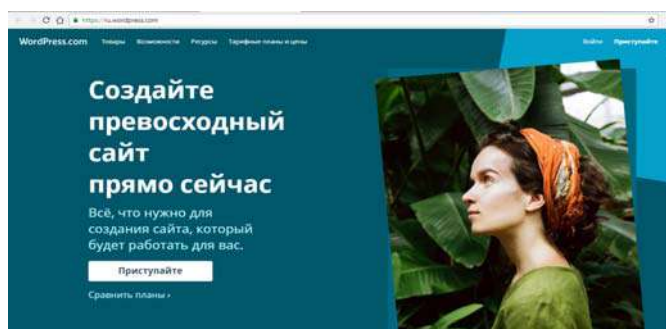 https://ru.wordpress.com
WordPress.com Товары Возможности Ресурсы Тарифные планы и цены Войти Приступайте
Создайте
превосходный
сайт
прямо сейчас
Всё, что нужно для
создания сайта, который
будет работать для вас.
Приступайте
Сравнить планы ›